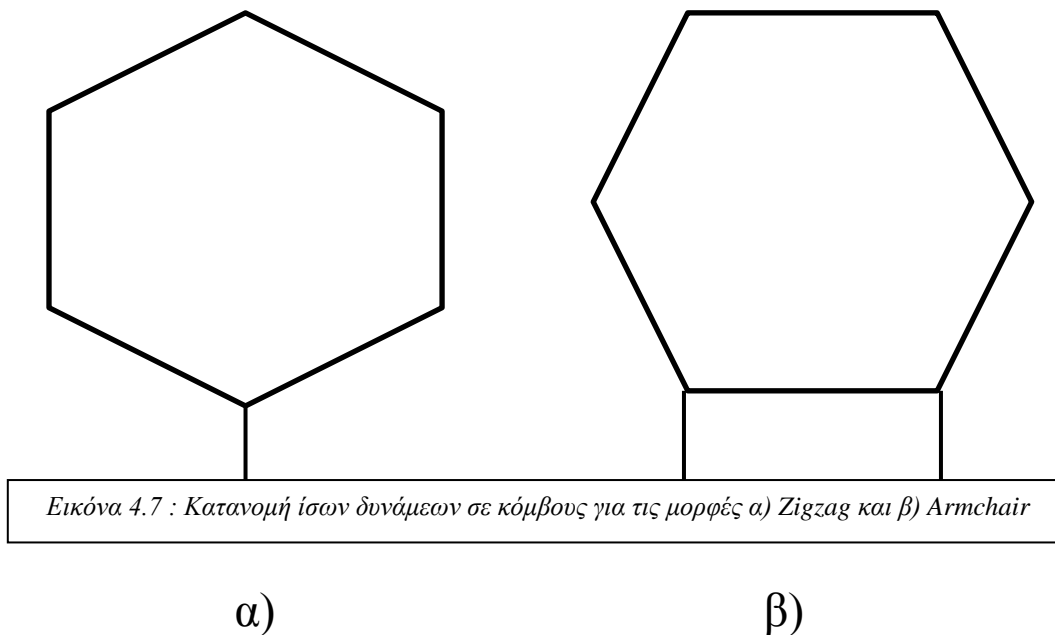 Εικόνα 4.7 : Κατανομή ίσων δυνάμεων σε κόμβους για τις μορφές α) Zigzag και β) Armchair
α) β)